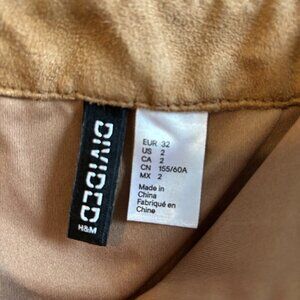 DIVIDED
H&M
EUR 32
US 2
CA 2
CN 155/60A
MX 2
Made in
China
Fabriqué en
Chine